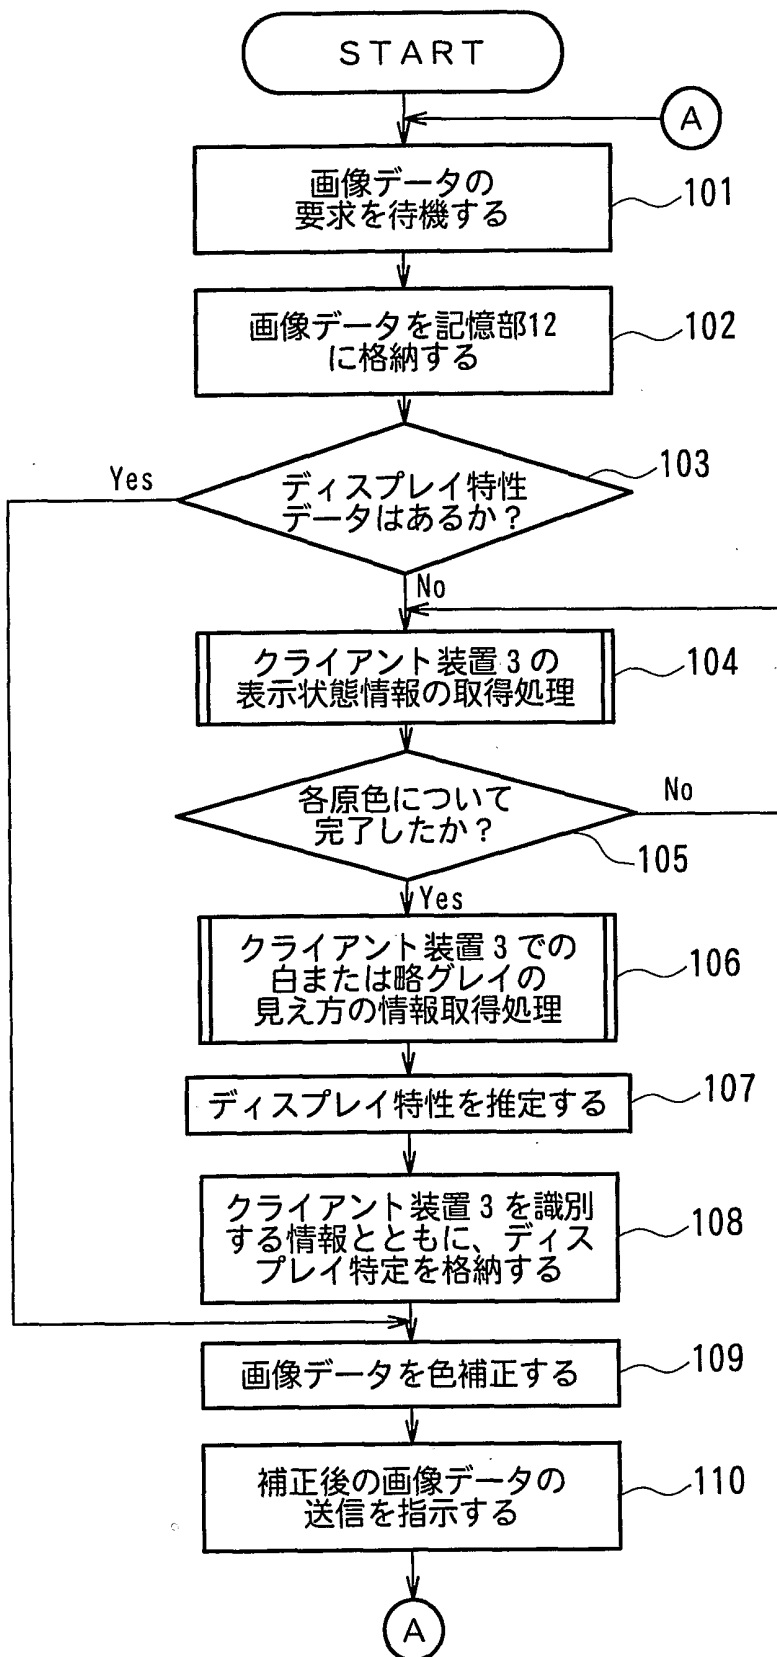 START
A
画像データの
要求を待機する
101
画像データを記憶部12
に格納する
102
ディスプレイ特性
データはあるか？
103
Yes
No
クライアント装置3の
表示状態情報の取得処理
104
各原色について
完了したか？
105
No
Yes
クライアント装置3での
白または略グレイの
見え方の情報取得処理
106
ディスプレイ特性を推定する
107
クライアント装置3を識別
する情報とともに、ディス
プレイ特定を格納する
108
画像データを色補正する
109
補正後の画像データの
送信を指示する
110
A